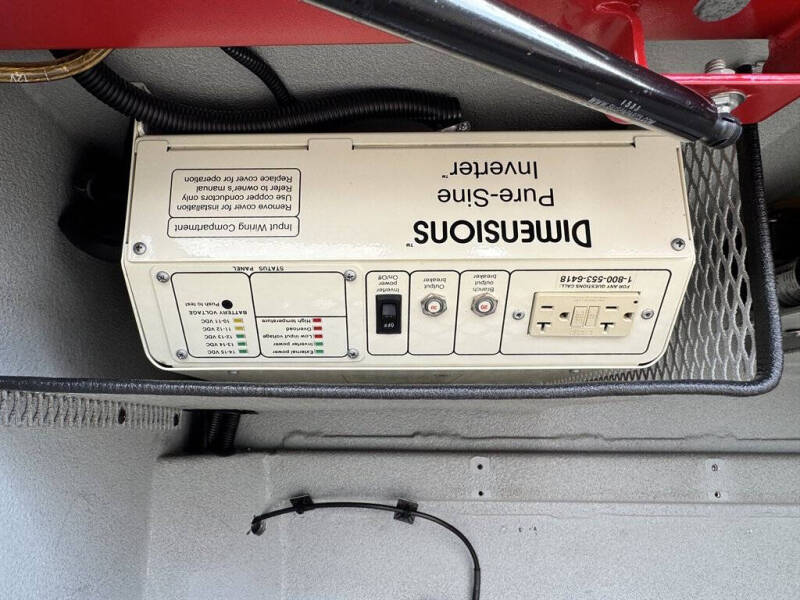 DIMENSIONS™
Pure-Sine
Inverter™
Input Wiring Compartment
Remove cover for installation
Use copper conductors only
Refer to owner's manual
Replace cover for operation
FOR ANY QUESTIONS CALL:
1-800-553-6418
Branch
output
breaker
20
Output
breaker
30
Inverter
power
On/Off
OFF
STATUS PANEL
External power
Inverter power
Low input voltage
Overload
High temperature
14-15 VDC
13-14 VDC
12-13 VDC
11-12 VDC
10-11 VDC
BATTERY VOLTAGE
Push to test
12V